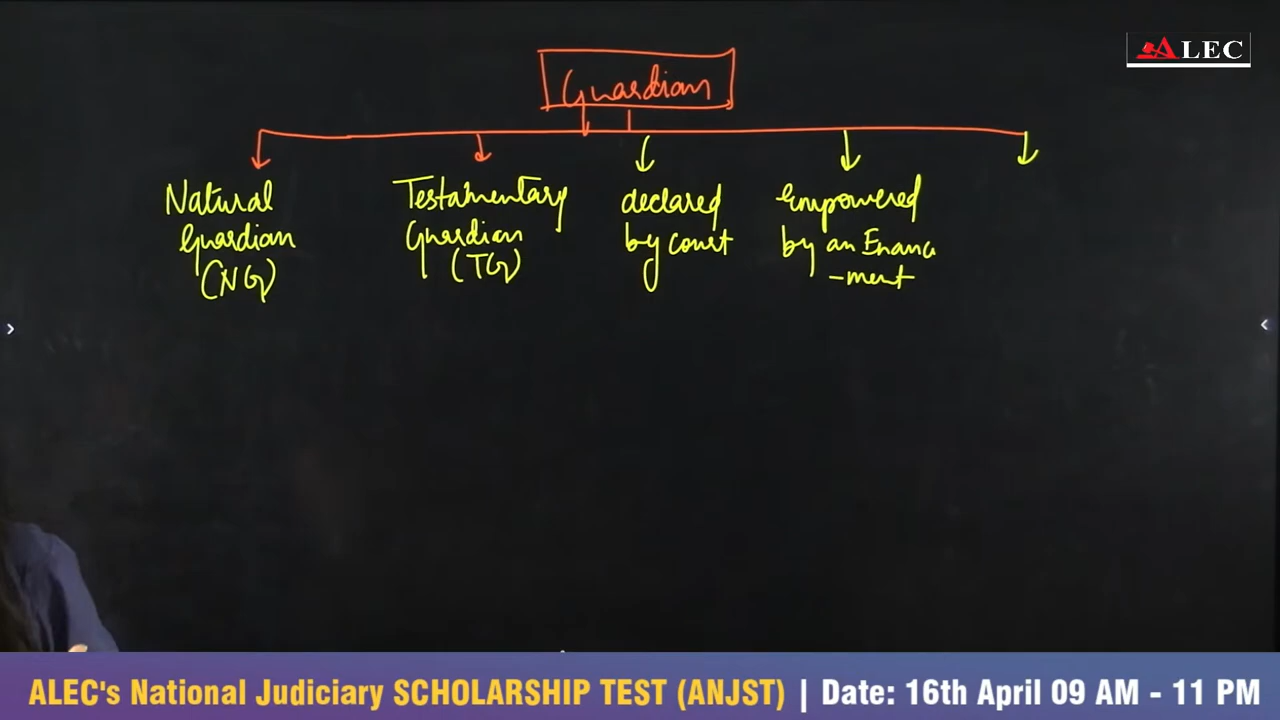 ALEC
Guardian
Natural
Guardian
(NG)
Testamentary
Guardian
(TG)
declared
by court
empowered
by an Enanc
-ment
ALEC's National Judiciary SCHOLARSHIP TEST (ANJST) | Date: 16th April 09 AM - 11 PM